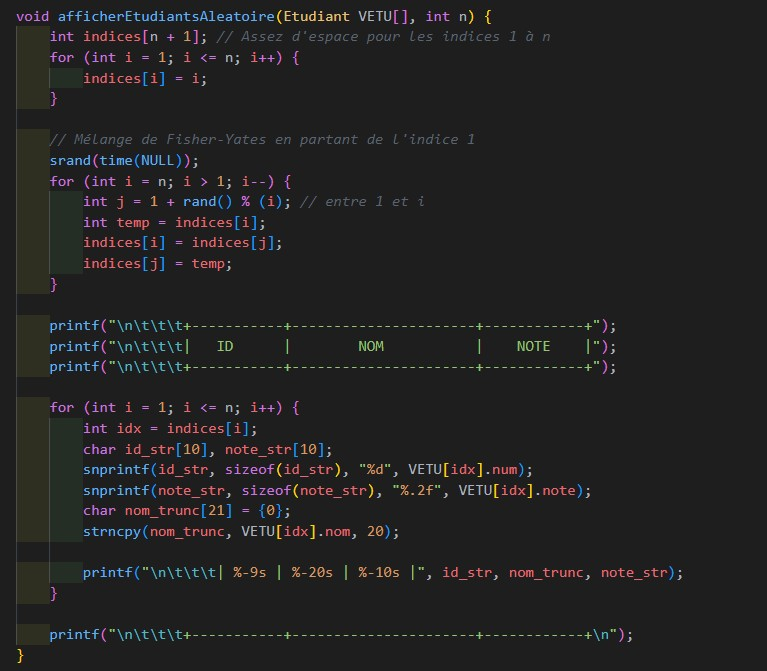 void afficherEtudiantsAleatoire(Etudiant VETU[], int n) {
    int indices[n + 1]; // Assez d'espace pour les indices 1 à n
    for (int i = 1; i <= n; i++) {
        indices[i] = i;
    }

    // Mélange de Fisher-Yates en partant de l'indice 1
    srand(time(NULL));
    for (int i = n; i > 1; i--) {
        int j = 1 + rand() % (i); // entre 1 et i
        int temp = indices[i];
        indices[i] = indices[j];
        indices[j] = temp;
    }

    printf("\n\t\t\t+-----------+----------------------+------------+");
    printf("\n\t\t\t|   ID      |        NOM           |    NOTE    |");
    printf("\n\t\t\t+-----------+----------------------+------------+");

    for (int i = 1; i <= n; i++) {
        int idx = indices[i];
        char id_str[10], note_str[10];
        snprintf(id_str, sizeof(id_str), "%d", VETU[idx].num);
        snprintf(note_str, sizeof(note_str), "%.2f", VETU[idx].note);
        char nom_trunc[21] = {0};
        strncpy(nom_trunc, VETU[idx].nom, 20);

        printf("\n\t\t\t| %-9s | %-20s | %-10s |", id_str, nom_trunc, note_str);
    }

    printf("\n\t\t\t+-----------+----------------------+------------+\n");
}